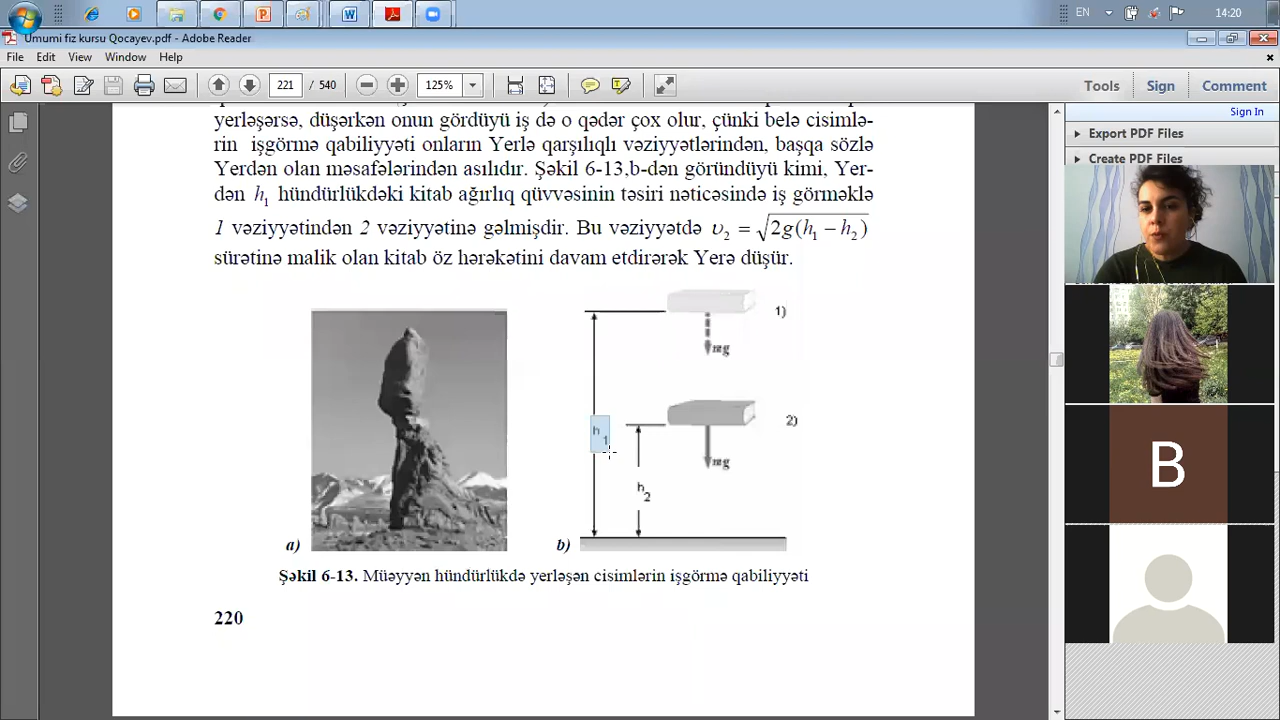 EN
14:20
Umumi fiz kursu Qocayev.pdf - Adobe Reader
File Edit View Window Help
221 / 540 125% Tools Sign Comment
Sign In
Export PDF Files
Create PDF Files
yerləşərsə, düşərkən onun gördüyü iş də o qədər çox olur, çünki belə cisimlə-
rin işgörmə qabiliyyəti onların Yerlə qarşılıqlı vəziyyətlərindən, başqa sözlə
Yerdən olan məsafələrindən asılıdır. Şəkil 6-13,b-dən göründüyü kimi, Yer-
dən h₁ hündürlükdəki kitab ağırlıq qüvvəsinin təsiri nəticəsində iş görməklə
1 vəziyyətindən 2 vəziyyətinə gəlmişdir. Bu vəziyyətdə υ₂ = √2g(h₁ − h₂)
sürətinə malik olan kitab öz hərəkətini davam etdirərək Yerə düşür.
1)
mg
2)
h₁
mg
h₂
a)
b)
Şəkil 6-13. Müəyyən hündürlükdə yerləşən cisimlərin işgörmə qabiliyyəti
220
B